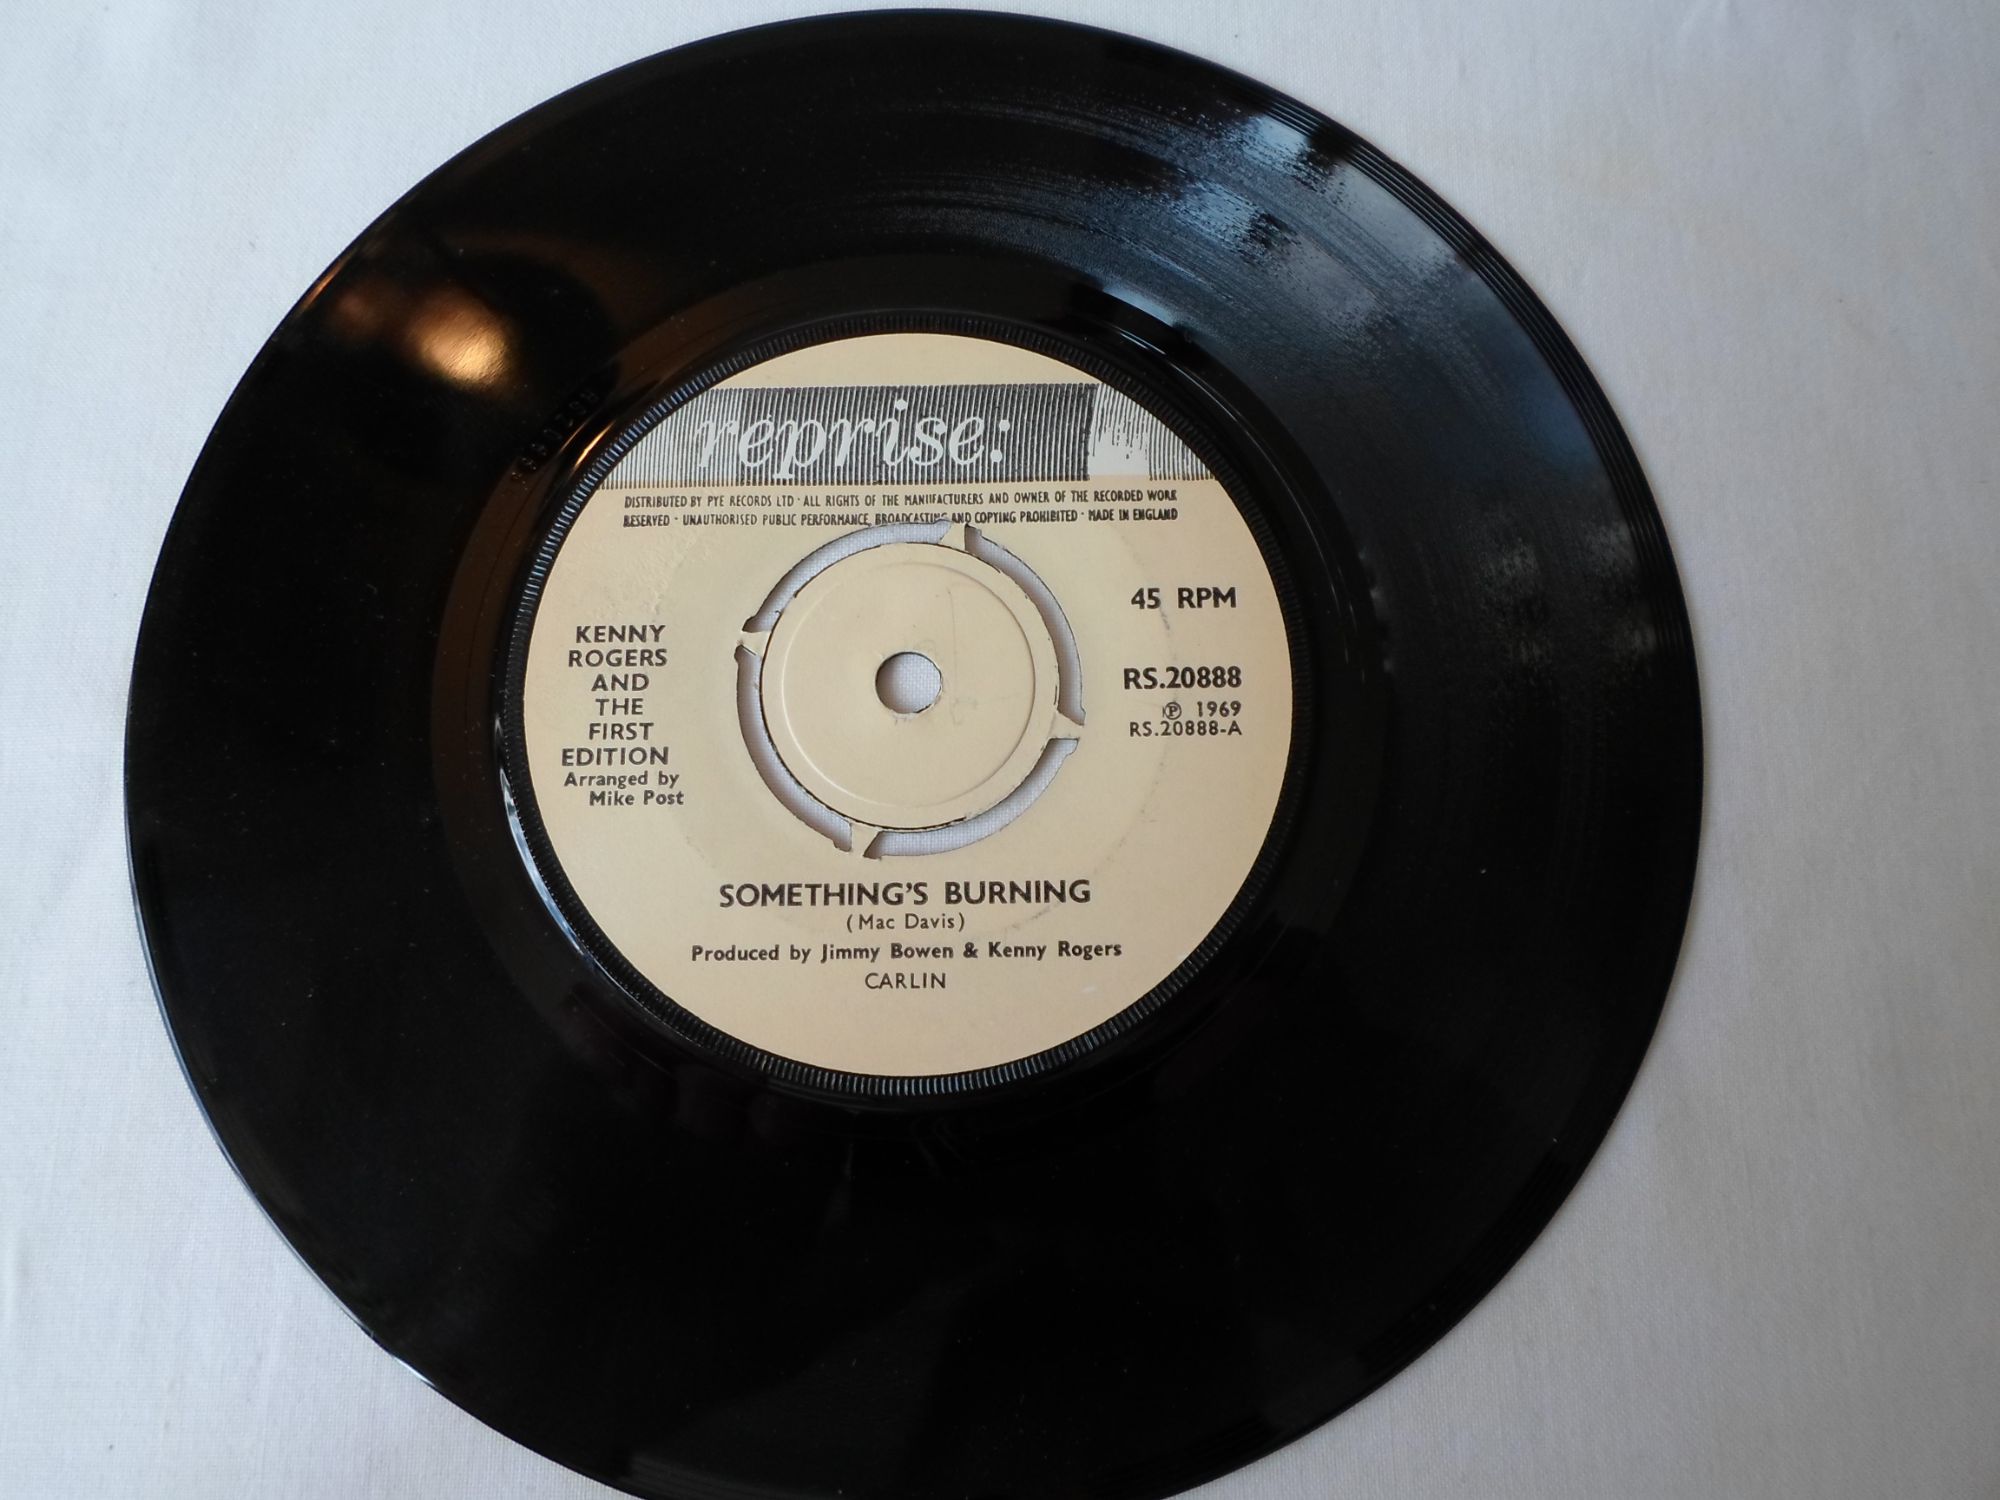 reprise:
DISTRIBUTED BY PYE RECORDS LTD · ALL RIGHTS OF THE MANUFACTURERS AND OWNER OF THE RECORDED WORK
RESERVED · UNAUTHORISED PUBLIC PERFORMANCE, BROADCASTING AND COPYING PROHIBITED · MADE IN ENGLAND
45 RPM
RS.20888
℗ 1969
RS.20888-A
KENNY
ROGERS
AND
THE
FIRST
EDITION
Arranged by
Mike Post
SOMETHING'S BURNING
(Mac Davis)
Produced by Jimmy Bowen & Kenny Rogers
CARLIN